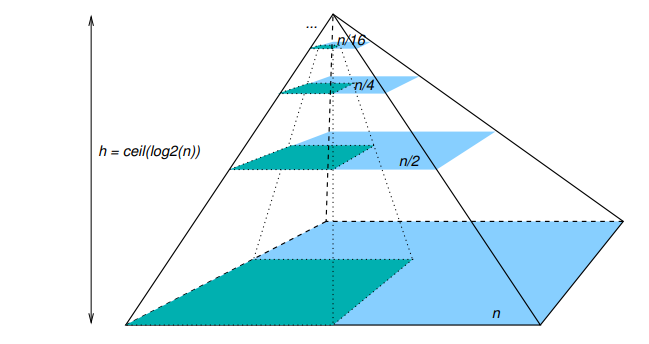 ...
n/16
n/4
h = ceil(log2(n))
n/2
n